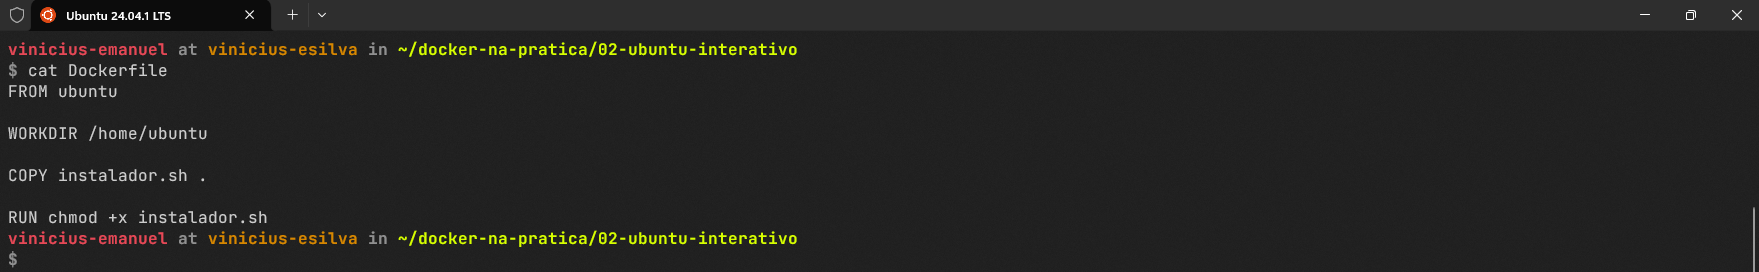 Ubuntu 24.04.1 LTS
vinicius-emanuel at vinicius-esilva in ~/docker-na-pratica/02-ubuntu-interativo
$ cat Dockerfile
FROM ubuntu
WORKDIR /home/ubuntu
COPY instalador.sh .
RUN chmod +x instalador.sh
vinicius-emanuel at vinicius-esilva in ~/docker-na-pratica/02-ubuntu-interativo
$